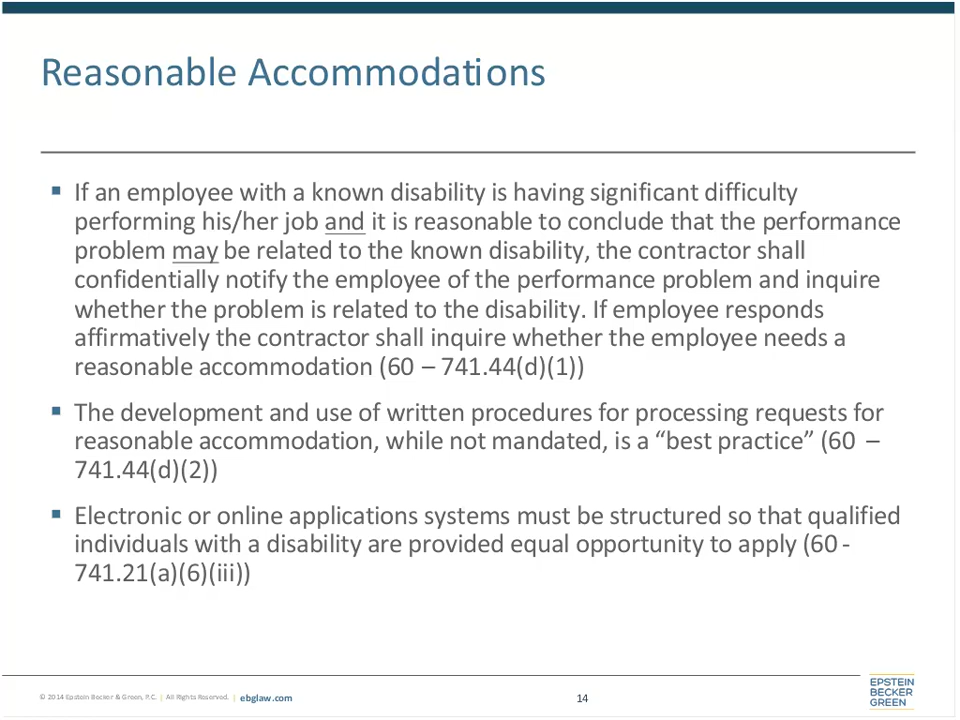 Reasonable Accommodations
▪ If an employee with a known disability is having significant difficulty
performing his/her job and it is reasonable to conclude that the performance
problem may be related to the known disability, the contractor shall
confidentially notify the employee of the performance problem and inquire
whether the problem is related to the disability. If employee responds
affirmatively the contractor shall inquire whether the employee needs a
reasonable accommodation (60 – 741.44(d)(1))
▪ The development and use of written procedures for processing requests for
reasonable accommodation, while not mandated, is a “best practice” (60 –
741.44(d)(2))
▪ Electronic or online applications systems must be structured so that qualified
individuals with a disability are provided equal opportunity to apply (60 -
741.21(a)(6)(iii))
© 2014 Epstein Becker & Green, P.C. | All Rights Reserved. | ebglaw.com
14
EPSTEIN
BECKER
GREEN